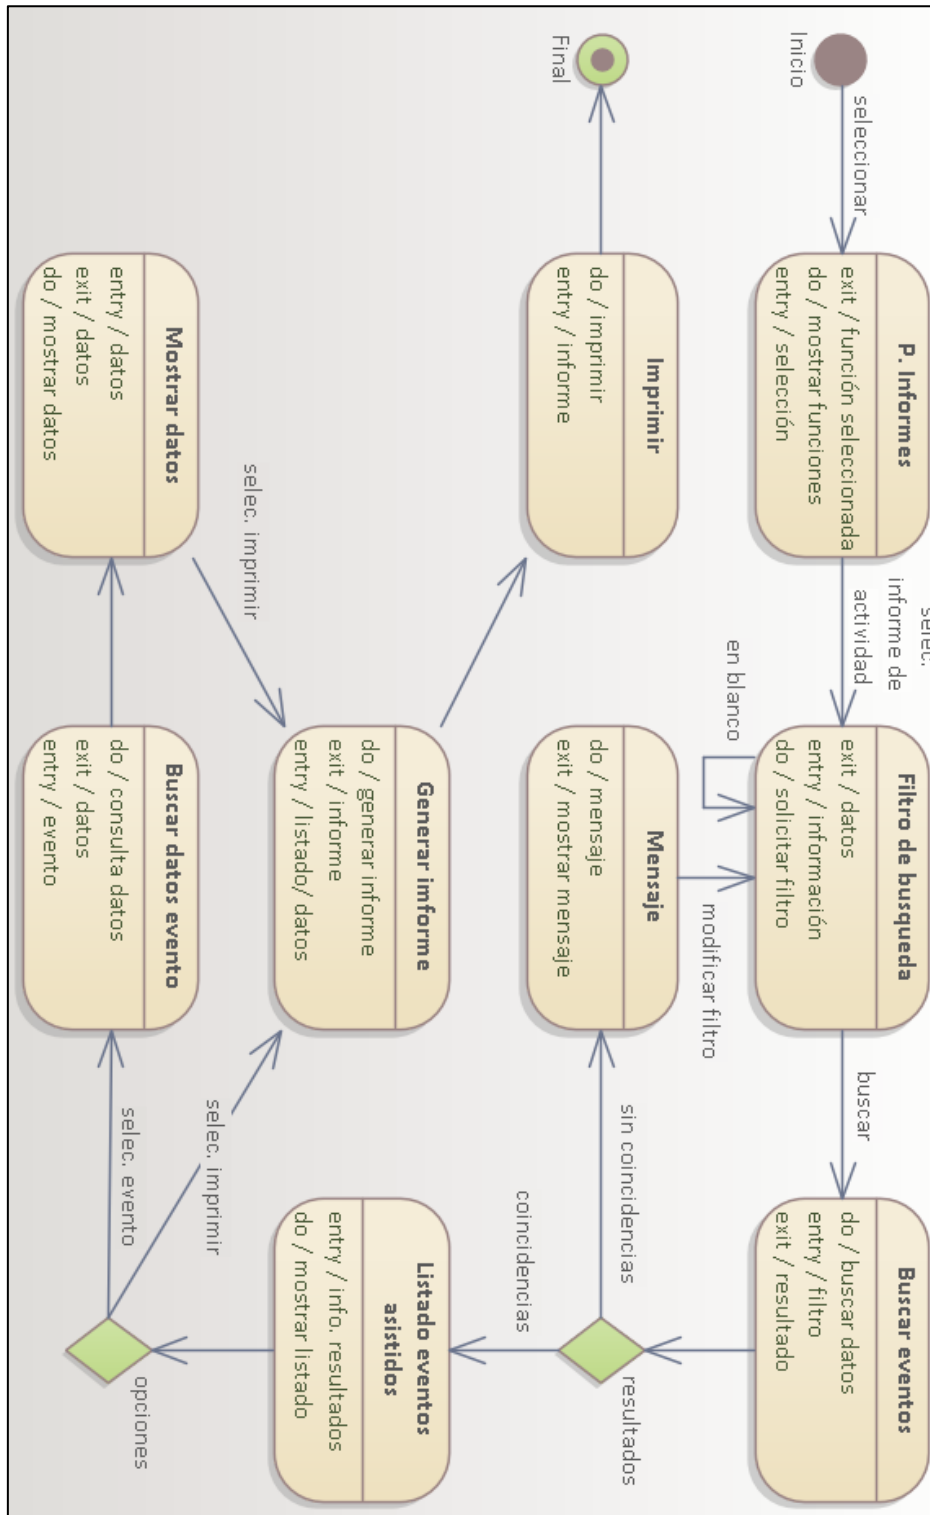 Inicio
seleccionar
P. Informes
exit / función seleccionada
do / mostrar funciones
entry / selección
selec.
informe de
actividad
Filtro de busqueda
exit / datos
entry / información
do / solicitar filtro
en blanco
buscar
Buscar eventos
do / buscar datos
entry / filtro
exit / resultado
Final
Imprimir
do / imprimir
entry / informe
Mensaje
do / mensaje
exit / mostrar mensaje
modificar filtro
sin coincidencias
resultados
coincidencias
Generar imforme
do / generar informe
exit / informe
entry / listado/ datos
Listado eventos
asistidos
entry / info. resultados
do / mostrar listado
selec. imprimir
selec. imprimir
Mostrar datos
entry / datos
exit / datos
do / mostrar datos
Buscar datos evento
do / consulta datos
exit / datos
entry / evento
selec. evento
opciones